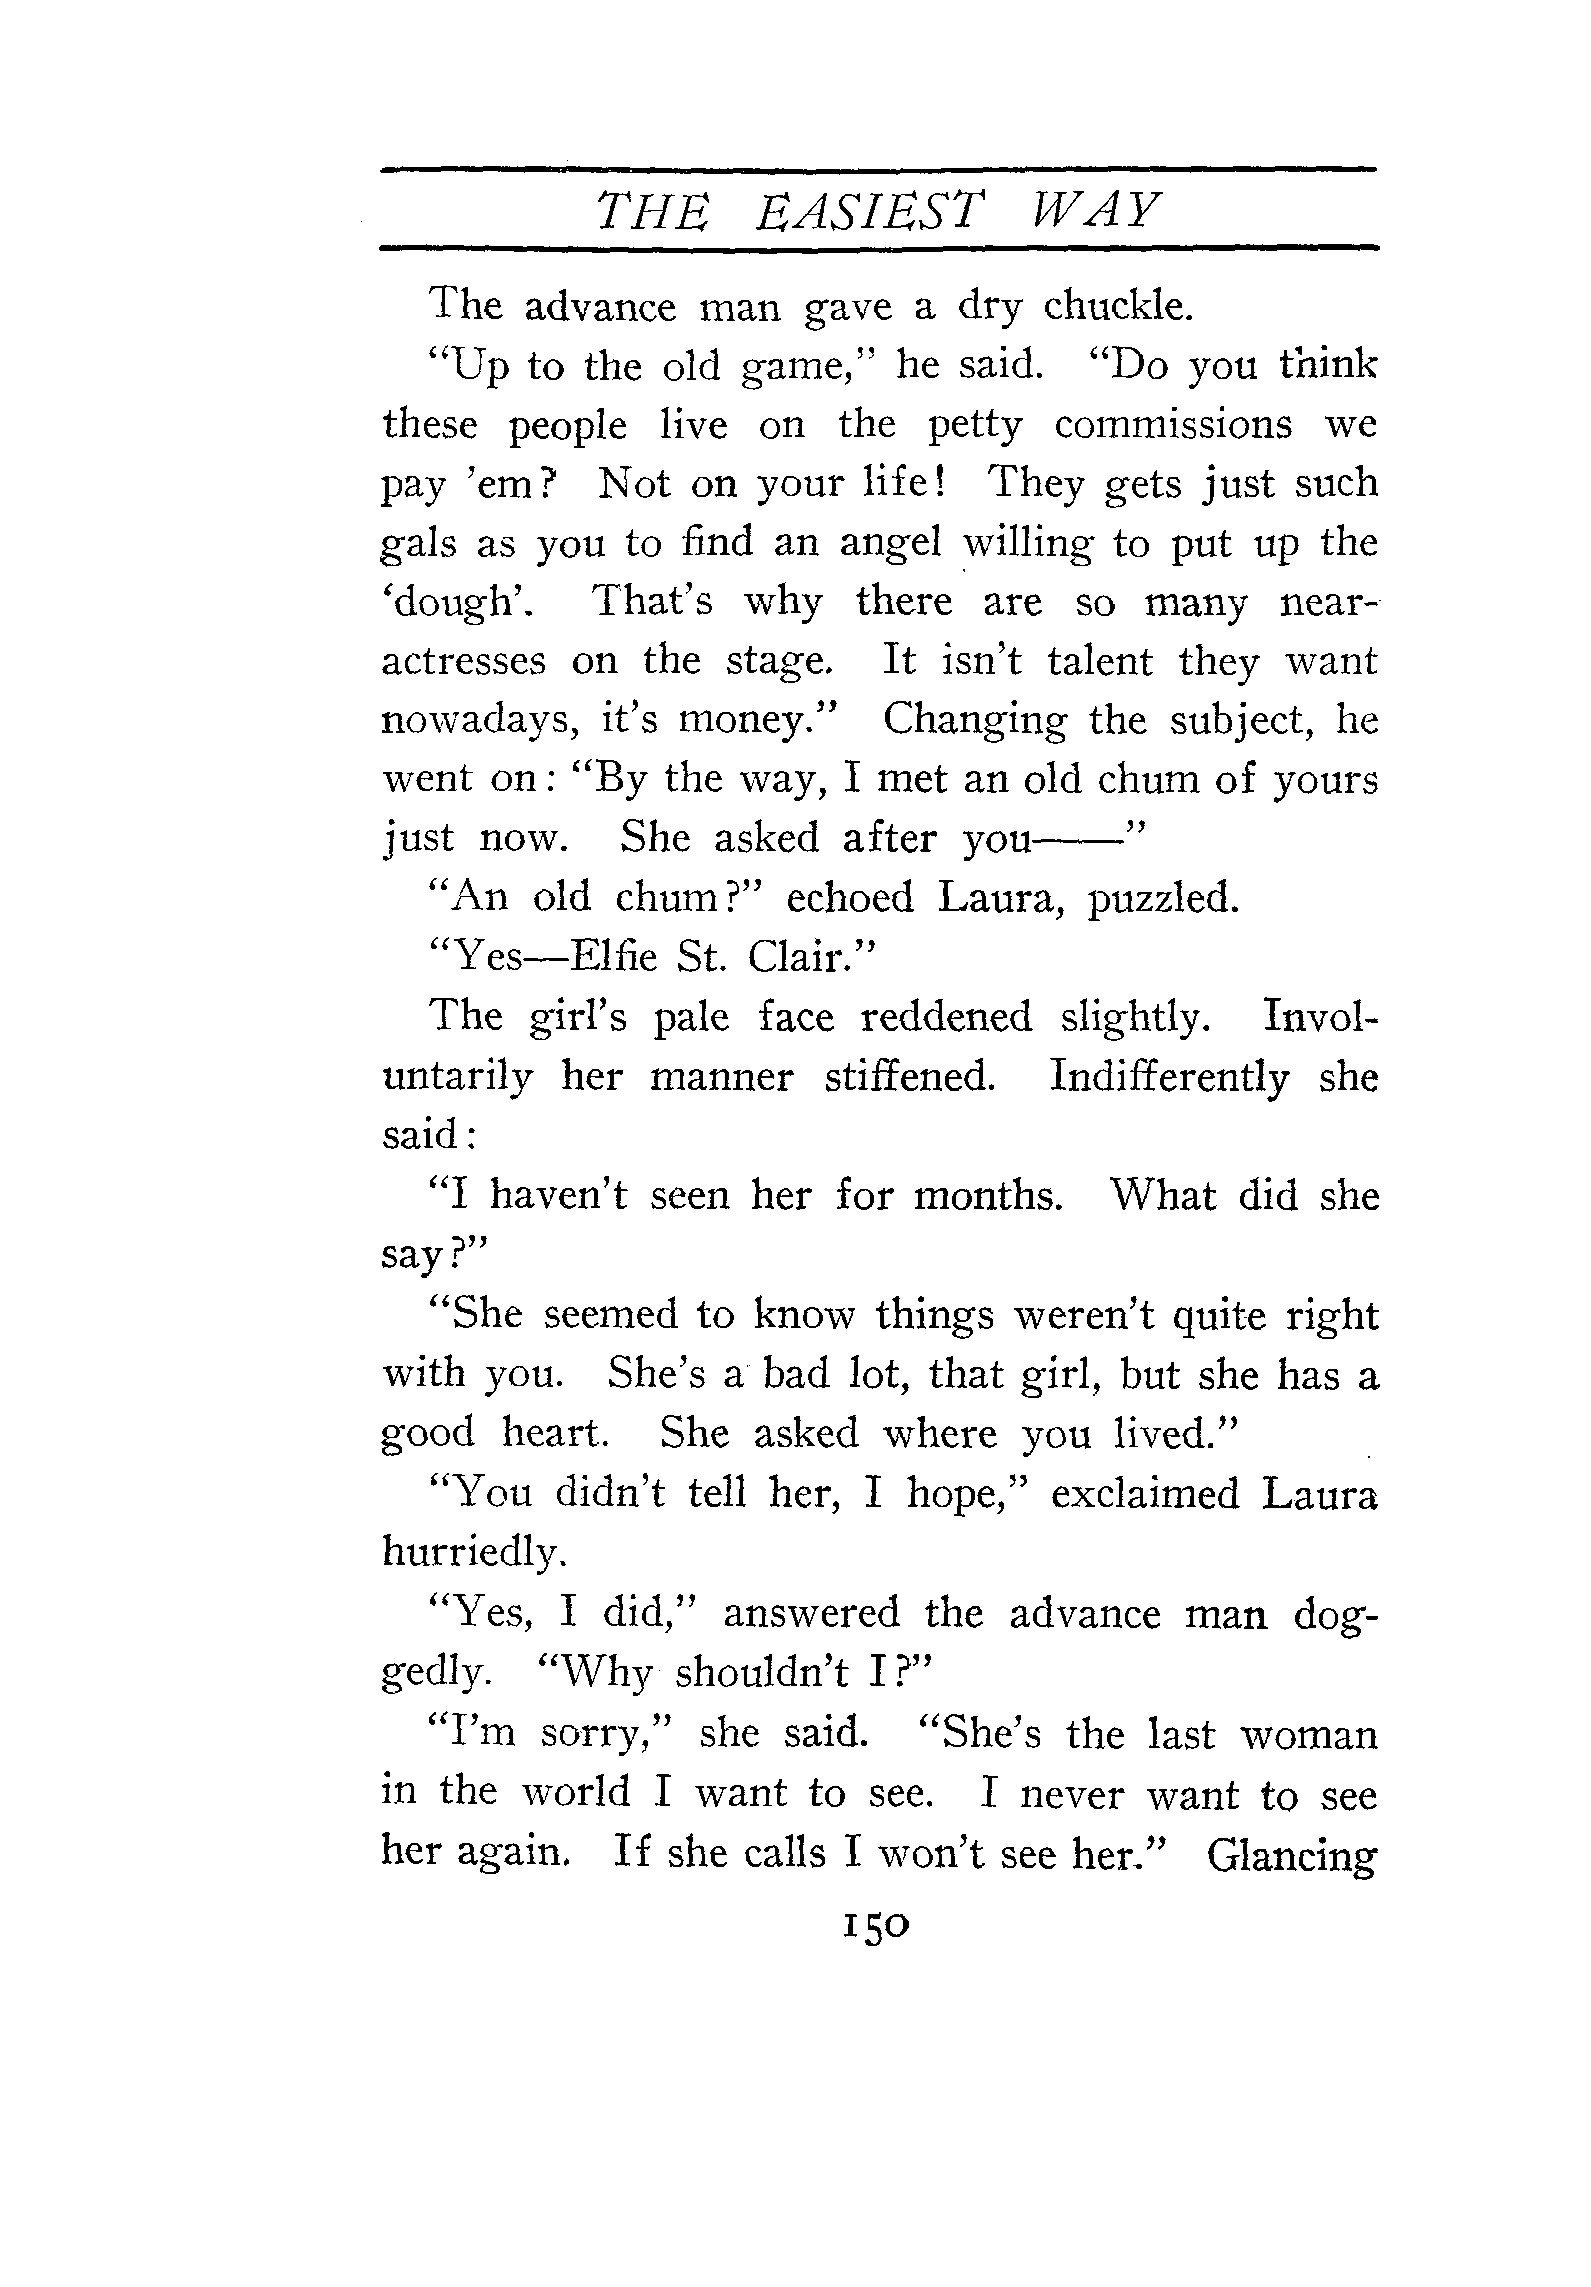 THE EASIEST WAY
The advance man gave a dry chuckle.
“Up to the old game,” he said. “Do you think
these people live on the petty commissions we
pay ’em? Not on your life! They gets just such
gals as you to find an angel willing to put up the
‘dough’. That’s why there are so many near-
actresses on the stage. It isn’t talent they want
nowadays, it’s money.” Changing the subject, he
went on: “By the way, I met an old chum of yours
just now. She asked after you——”
“An old chum?” echoed Laura, puzzled.
“Yes—Elfie St. Clair.”
The girl’s pale face reddened slightly. Invol-
untarily her manner stiffened. Indifferently she
said:
“I haven’t seen her for months. What did she
say?”
“She seemed to know things weren’t quite right
with you. She’s a bad lot, that girl, but she has a
good heart. She asked where you lived.”
“You didn’t tell her, I hope,” exclaimed Laura
hurriedly.
“Yes, I did,” answered the advance man dog-
gedly. “Why shouldn’t I?”
“I’m sorry,” she said. “She’s the last woman
in the world I want to see. I never want to see
her again. If she calls I won’t see her.” Glancing
150